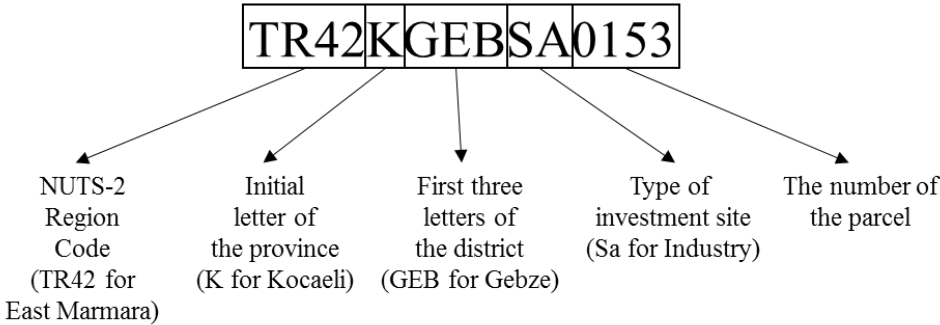 TR42KGEBSA0153
NUTS-2
Region
Code
(TR42 for
East Marmara)
Initial
letter of
the province
(K for Kocaeli)
First three
letters of
the district
(GEB for Gebze)
Type of
investment site
(Sa for Industry)
The number of
the parcel